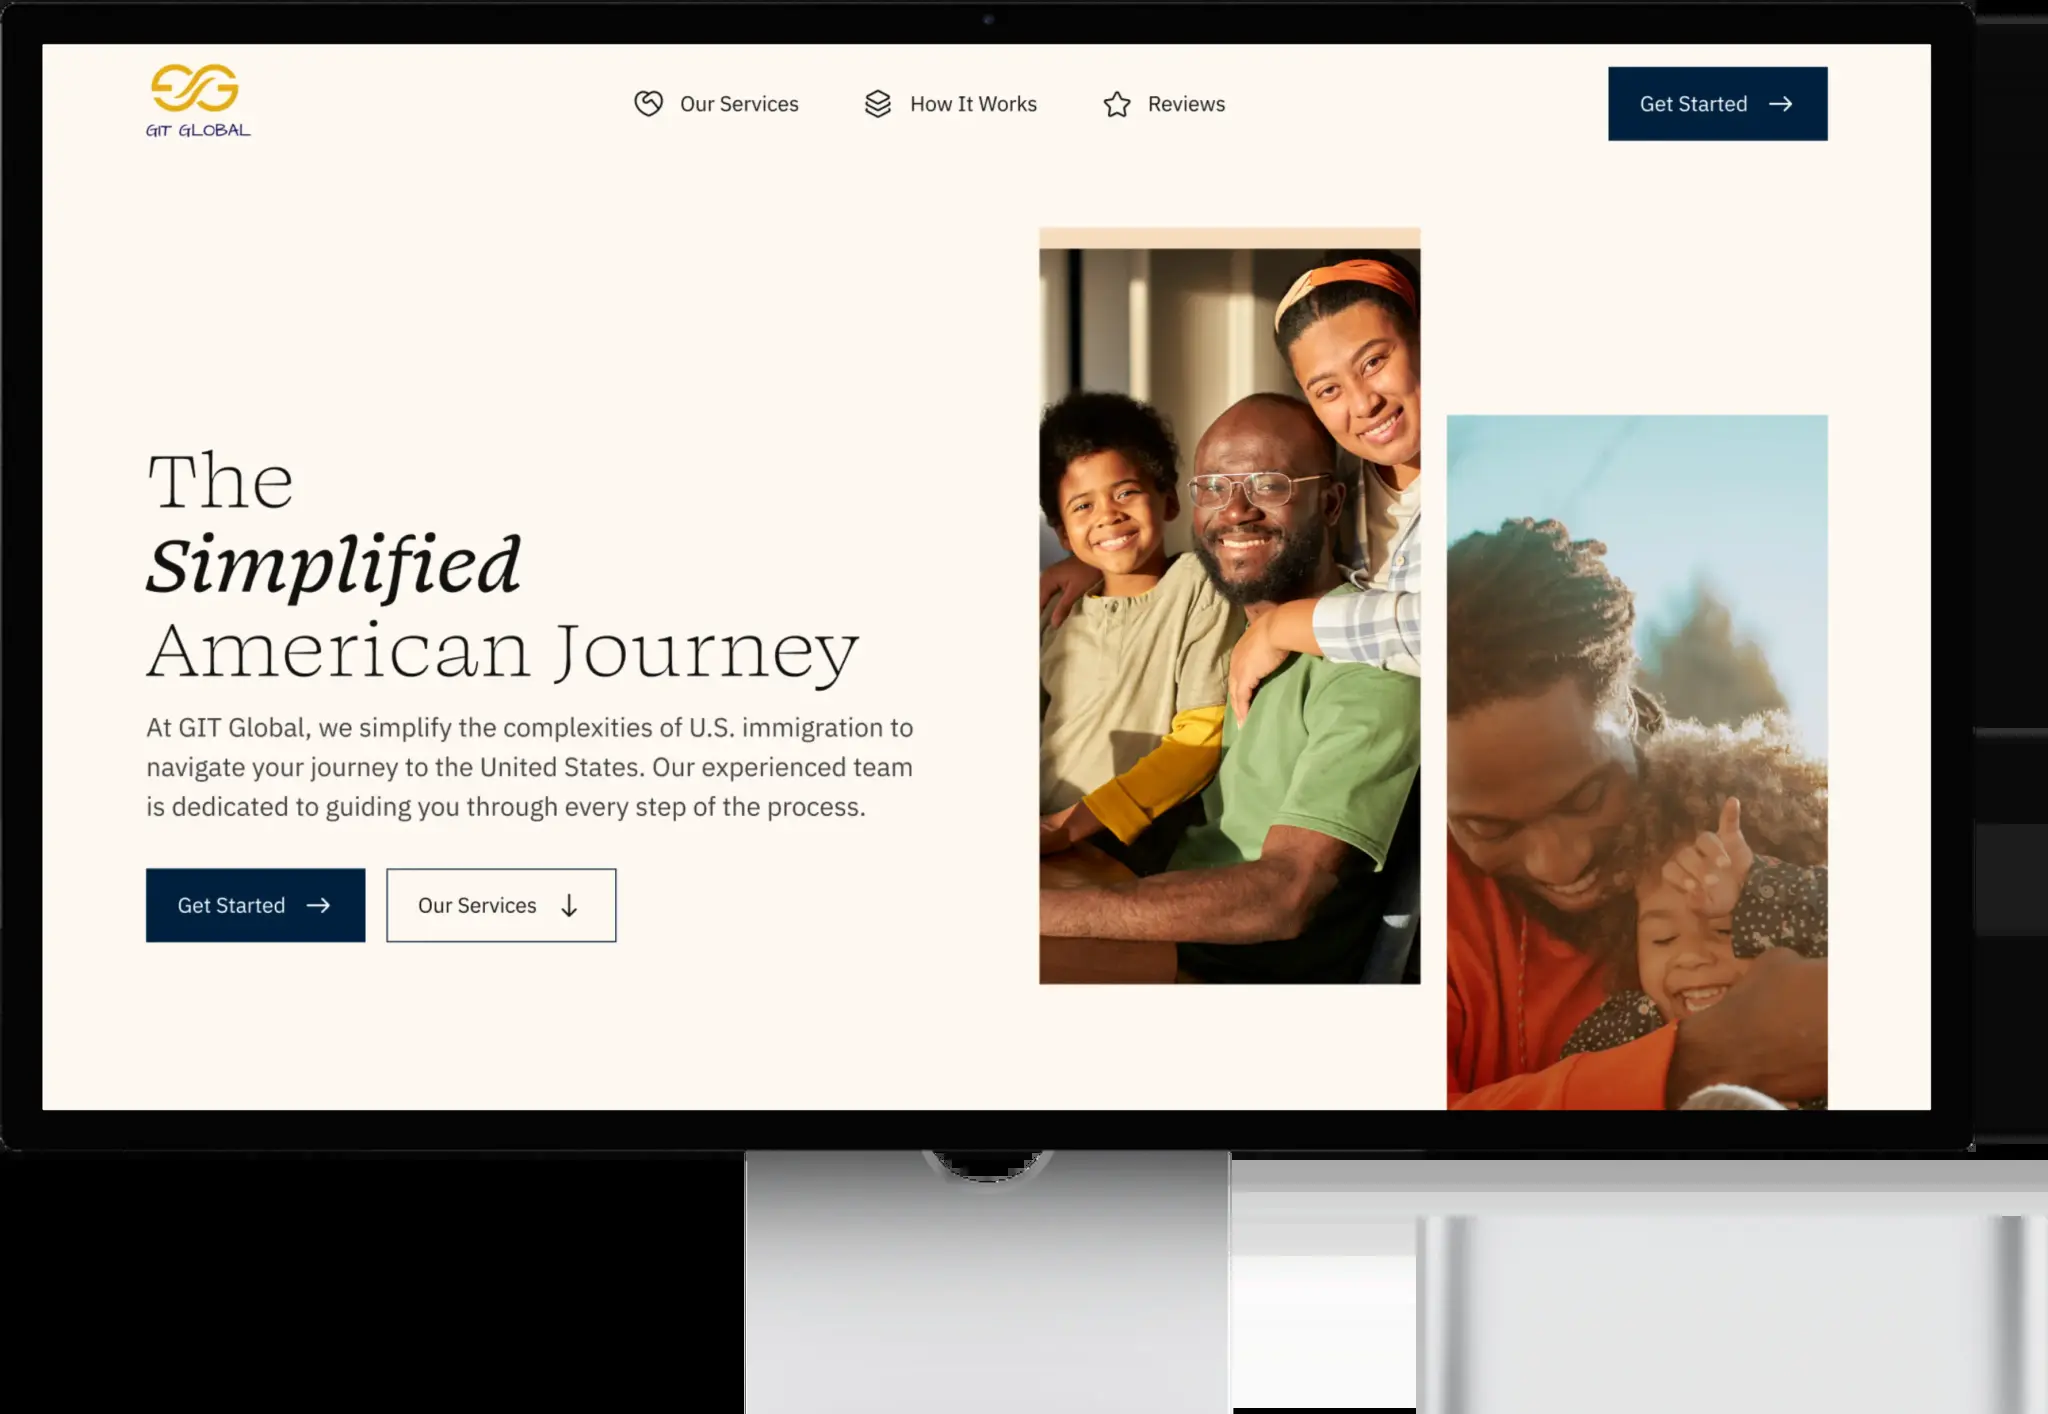 GIT GLOBAL
Our Services
How It Works
Reviews
Get Started
The
Simplified
American Journey
At GIT Global, we simplify the complexities of U.S. immigration to
navigate your journey to the United States. Our experienced team
is dedicated to guiding you through every step of the process.
Get Started
Our Services